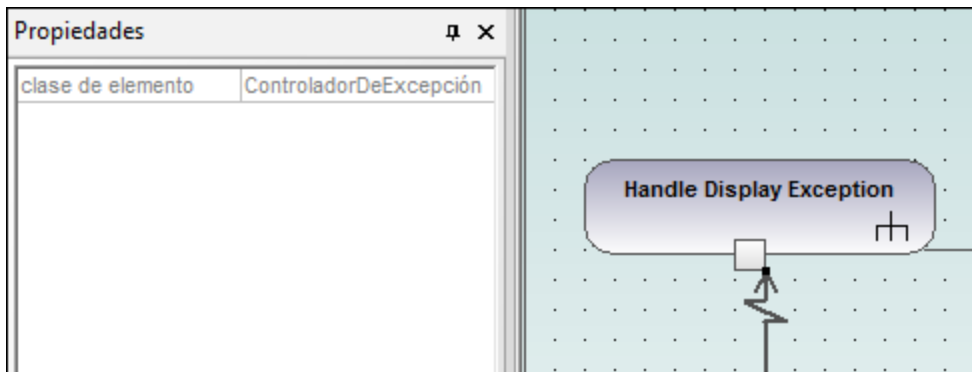 Propiedades
clase de elemento ControladorDeExcepción
Handle Display Exception